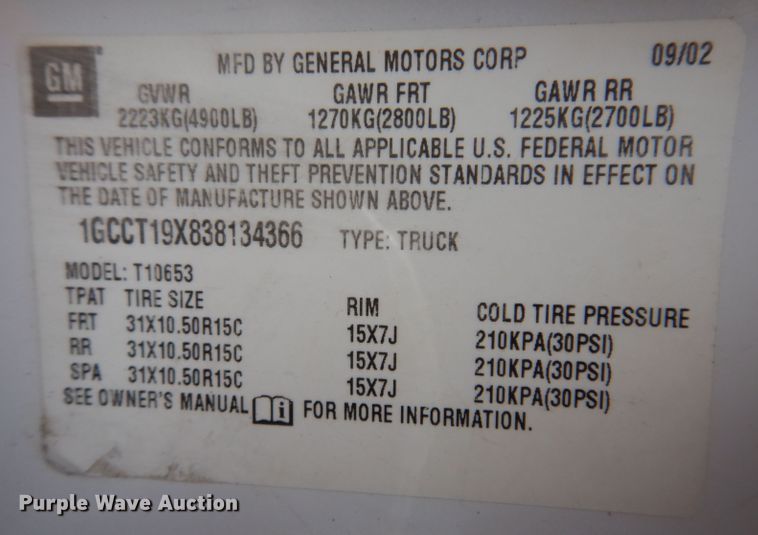 GM
MFD BY GENERAL MOTORS CORP 09/02
GVWR GAWR FRT GAWR RR
2223KG(4900LB) 1270KG(2800LB) 1225KG(2700LB)
THIS VEHICLE CONFORMS TO ALL APPLICABLE U.S. FEDERAL MOTOR
VEHICLE SAFETY AND THEFT PREVENTION STANDARDS IN EFFECT ON
THE DATE OF MANUFACTURE SHOWN ABOVE.
1GCCT19X838134366 TYPE: TRUCK
MODEL: T10653
TPAT TIRE SIZE RIM COLD TIRE PRESSURE
FRT 31X10.50R15C 15X7J 210KPA(30PSI)
RR 31X10.50R15C 15X7J 210KPA(30PSI)
SPA 31X10.50R15C 15X7J 210KPA(30PSI)
SEE OWNER'S MANUAL i FOR MORE INFORMATION.
Purple Wave Auction